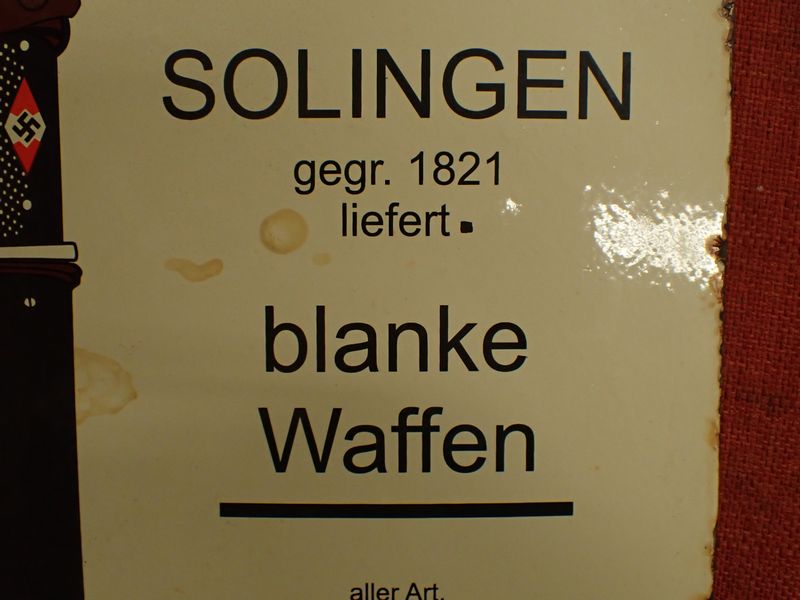 SOLINGEN
gegr. 1821
liefert
blanke
Waffen
aller Art.